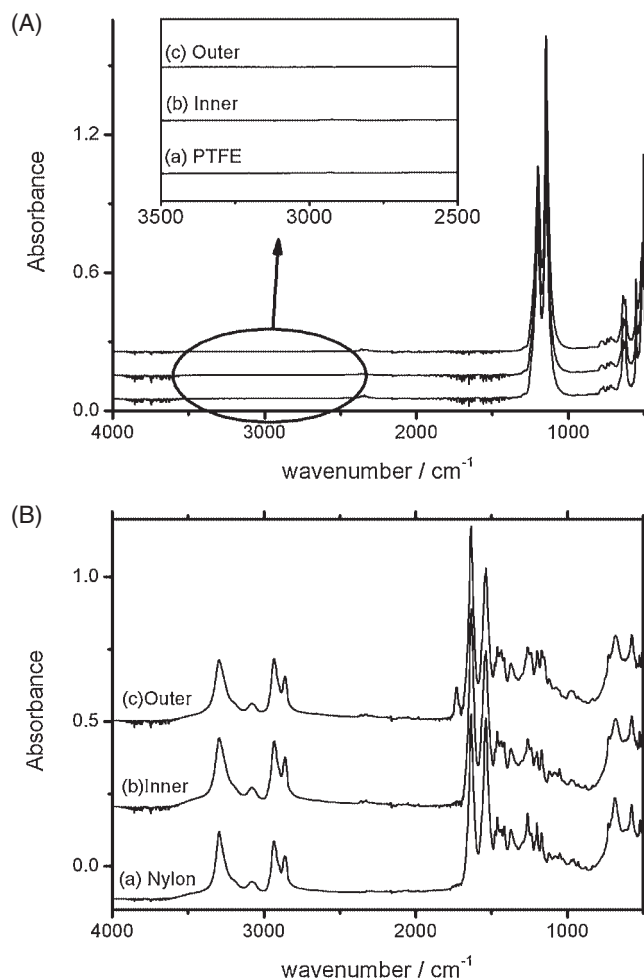 (A)
(c) Outer
(b) Inner
(a) PTFE
3500 3000 2500
1.2
0.6
0.0
Absorbance
4000 3000 2000 1000
wavenumber / cm-1
(B)
1.0
0.5
0.0
Absorbance
(c)Outer
(b)Inner
(a) Nylon
4000 3000 2000 1000
wavenumber / cm-1